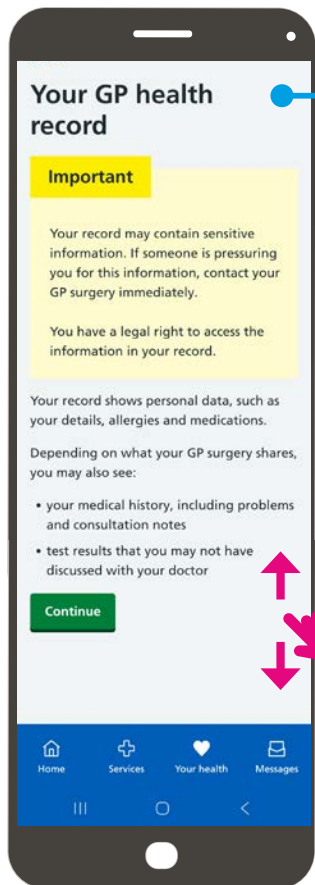 Your GP health
record
Important
Your record may contain sensitive
information. If someone is pressuring
you for this information, contact your
GP surgery immediately.
You have a legal right to access the
information in your record.
Your record shows personal data, such as
your details, allergies and medications.
Depending on what your GP surgery shares,
you may also see:
• your medical history, including problems
and consultation notes
• test results that you may not have
discussed with your doctor
Continue
Home Services Your health Messages